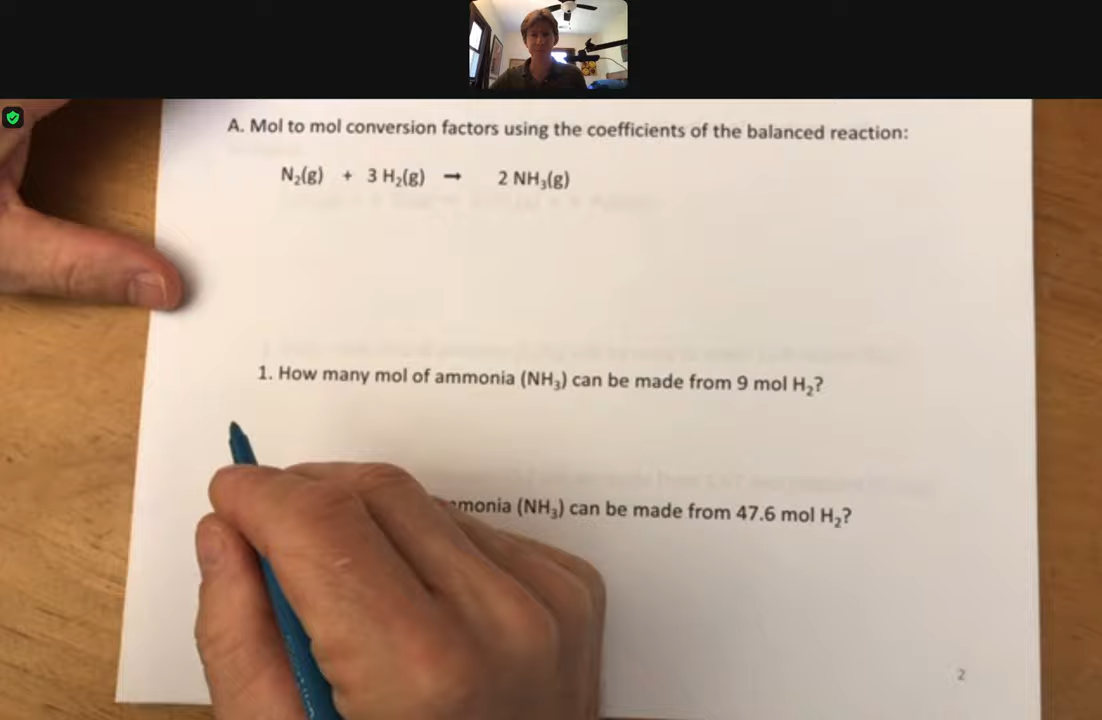 A. Mol to mol conversion factors using the coefficients of the balanced reaction:
N₂(g) + 3 H₂(g) → 2 NH₃(g)
1. How many mol of ammonia (NH₃) can be made from 9 mol H₂?
(NH₃) can be made from 47.6 mol H₂?
2